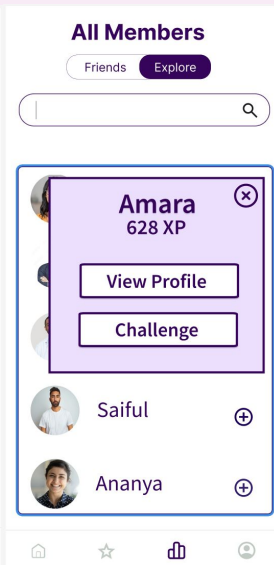 All Members
Friends Explore
Amara
628 XP
View Profile
Challenge
Saiful
Ananya